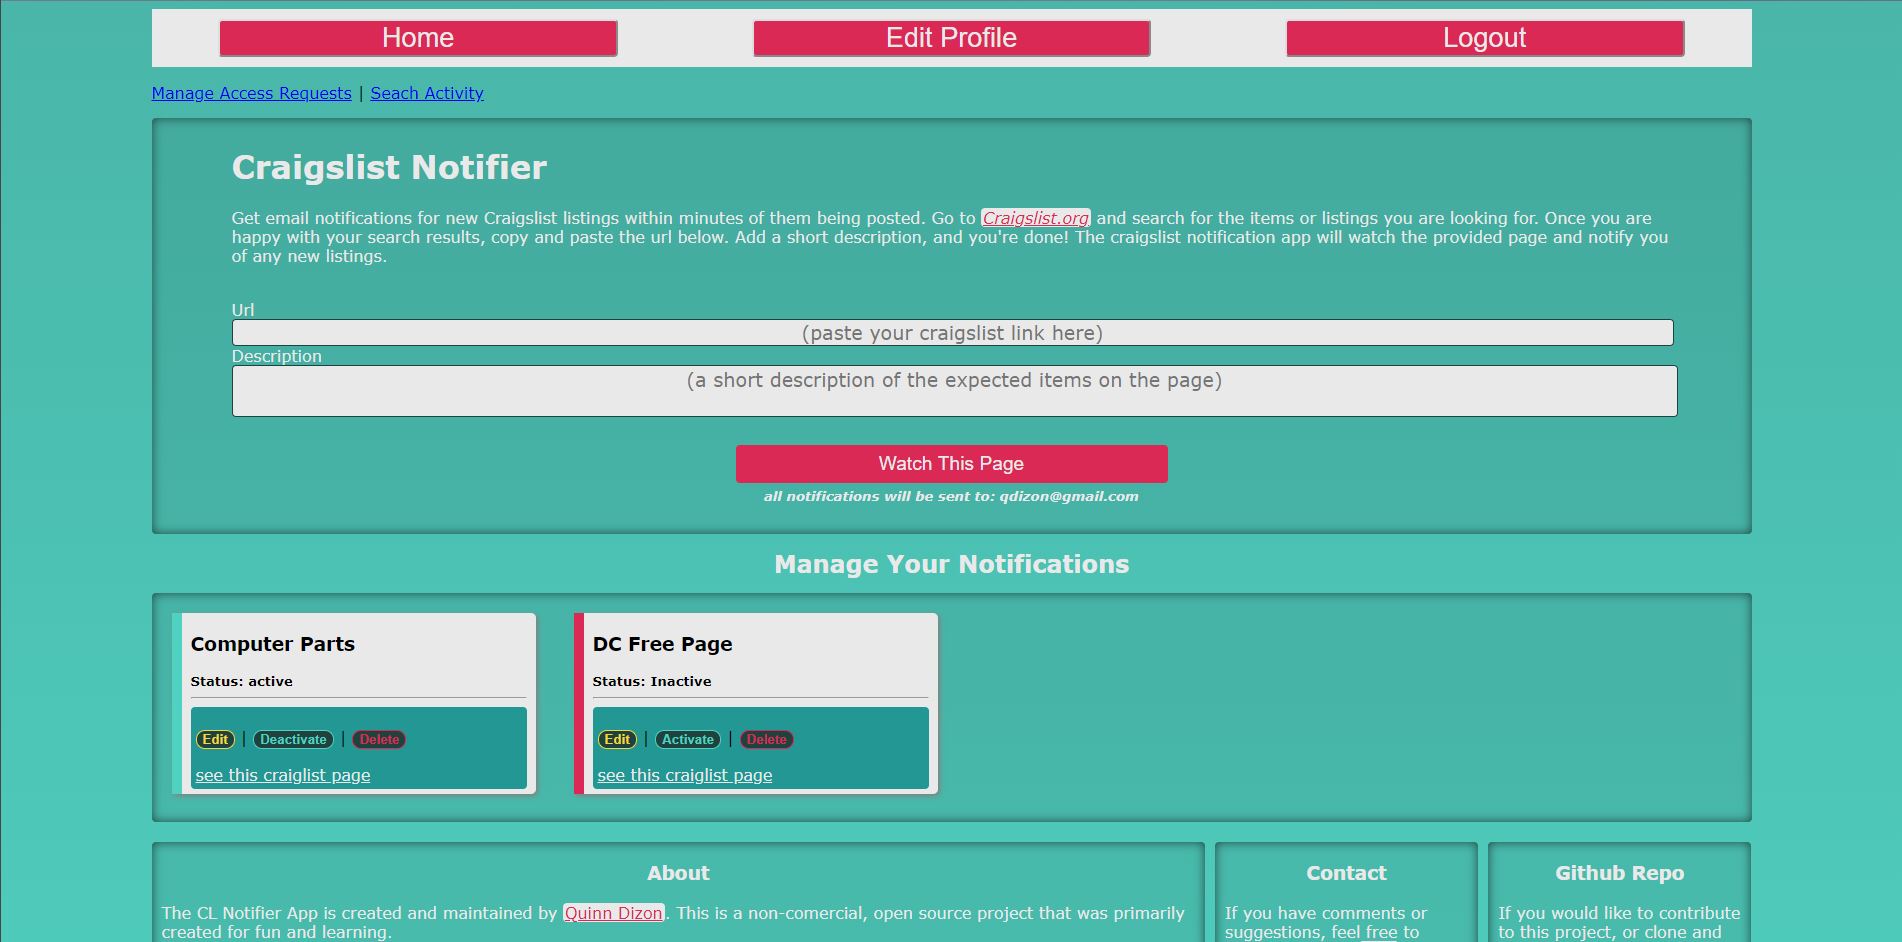 Home Edit Profile Logout
Manage Access Requests | Seach Activity
Craigslist Notifier
Get email notifications for new Craigslist listings within minutes of them being posted. Go to Craigslist.org and search for the items or listings you are looking for. Once you are
happy with your search results, copy and paste the url below. Add a short description, and you're done! The craigslist notification app will watch the provided page and notify you
of any new listings.
Url
(paste your craigslist link here)
Description
(a short description of the expected items on the page)
Watch This Page
all notifications will be sent to: qdizon@gmail.com
Manage Your Notifications
Computer Parts
Status: active
Edit | Deactivate | Delete
see this craiglist page
DC Free Page
Status: Inactive
Edit | Activate | Delete
see this craiglist page
About
The CL Notifier App is created and maintained by Quinn Dizon. This is a non-comercial, open source project that was primarily
created for fun and learning.
Contact
If you have comments or
suggestions, feel free to
Github Repo
If you would like to contribute
to this project, or clone and